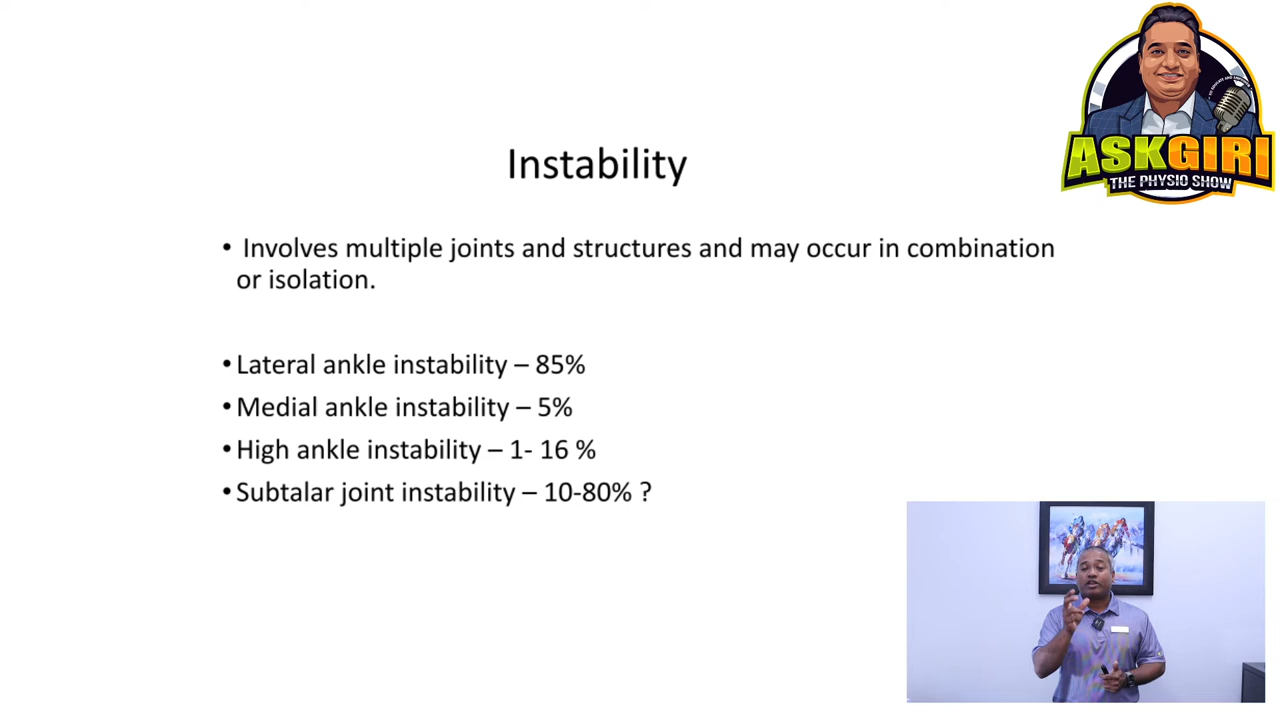 Instability
• Involves multiple joints and structures and may occur in combination
or isolation.
• Lateral ankle instability – 85%
• Medial ankle instability – 5%
• High ankle instability – 1- 16 %
• Subtalar joint instability – 10-80% ?
ASKGIRI
THE PHYSIO SHOW